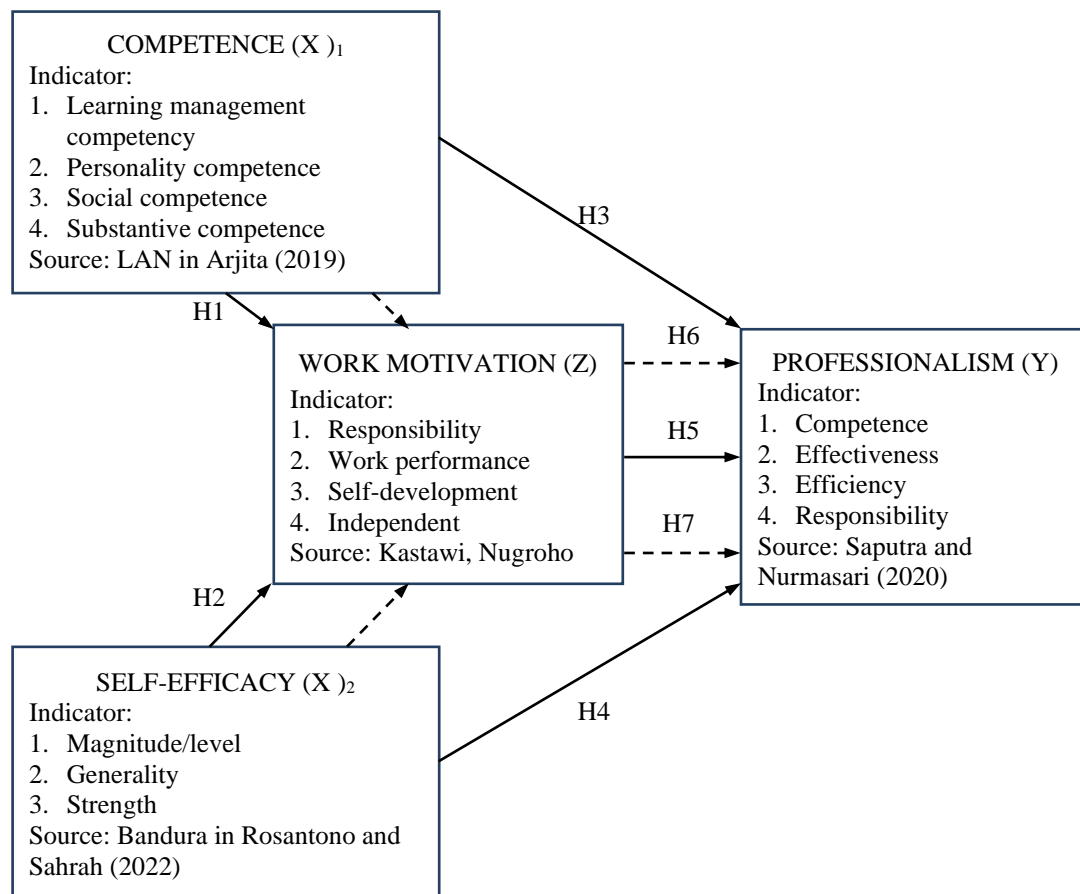 COMPETENCE (X )₁
Indicator:
1. Learning management
competency
2. Personality competence
3. Social competence
4. Substantive competence
Source: LAN in Arjita (2019)
H3
H1
WORK MOTIVATION (Z)
Indicator:
1. Responsibility
2. Work performance
3. Self-development
4. Independent
Source: Kastawi, Nugroho
H6
H5
H7
PROFESSIONALISM (Y)
Indicator:
1. Competence
2. Effectiveness
3. Efficiency
4. Responsibility
Source: Saputra and
Nurmasari (2020)
H2
SELF-EFFICACY (X )₂
Indicator:
1. Magnitude/level
2. Generality
3. Strength
Source: Bandura in Rosantono and
Sahrah (2022)
H4